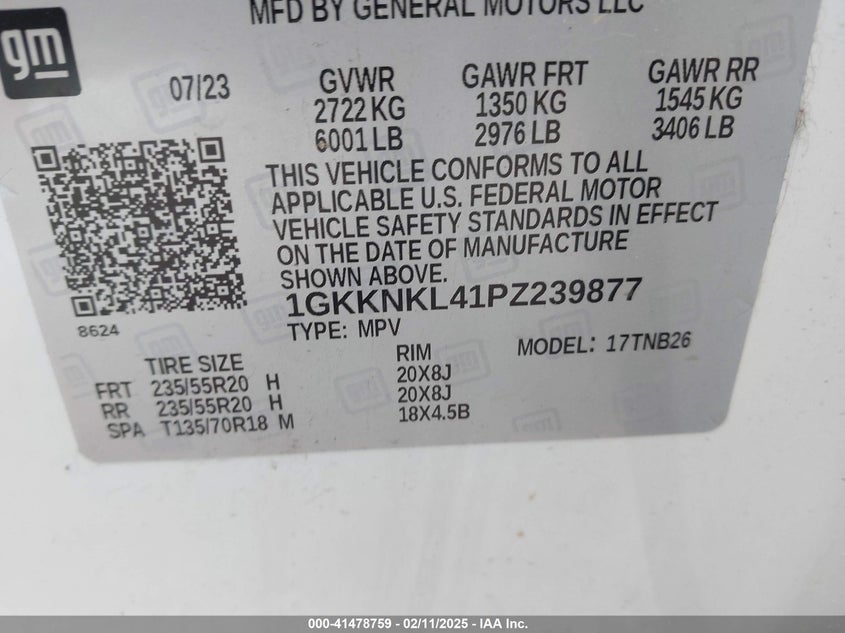 MFD BY GENERAL MOTORS LLC
gm
07/23
GVWR GAWR FRT GAWR RR
2722 KG 1350 KG 1545 KG
6001 LB 2976 LB 3406 LB
THIS VEHICLE CONFORMS TO ALL
APPLICABLE U.S. FEDERAL MOTOR
VEHICLE SAFETY STANDARDS IN EFFECT
ON THE DATE OF MANUFACTURE
SHOWN ABOVE.
1GKKNKL41PZ239877
8624
TYPE: MPV
MODEL: 17TNB26
TIRE SIZE RIM
FRT 235/55R20 H 20X8J
RR 235/55R20 H 20X8J
SPA T135/70R18 M 18X4.5B
000-41478759 — 02/11/2025 - IAA Inc.